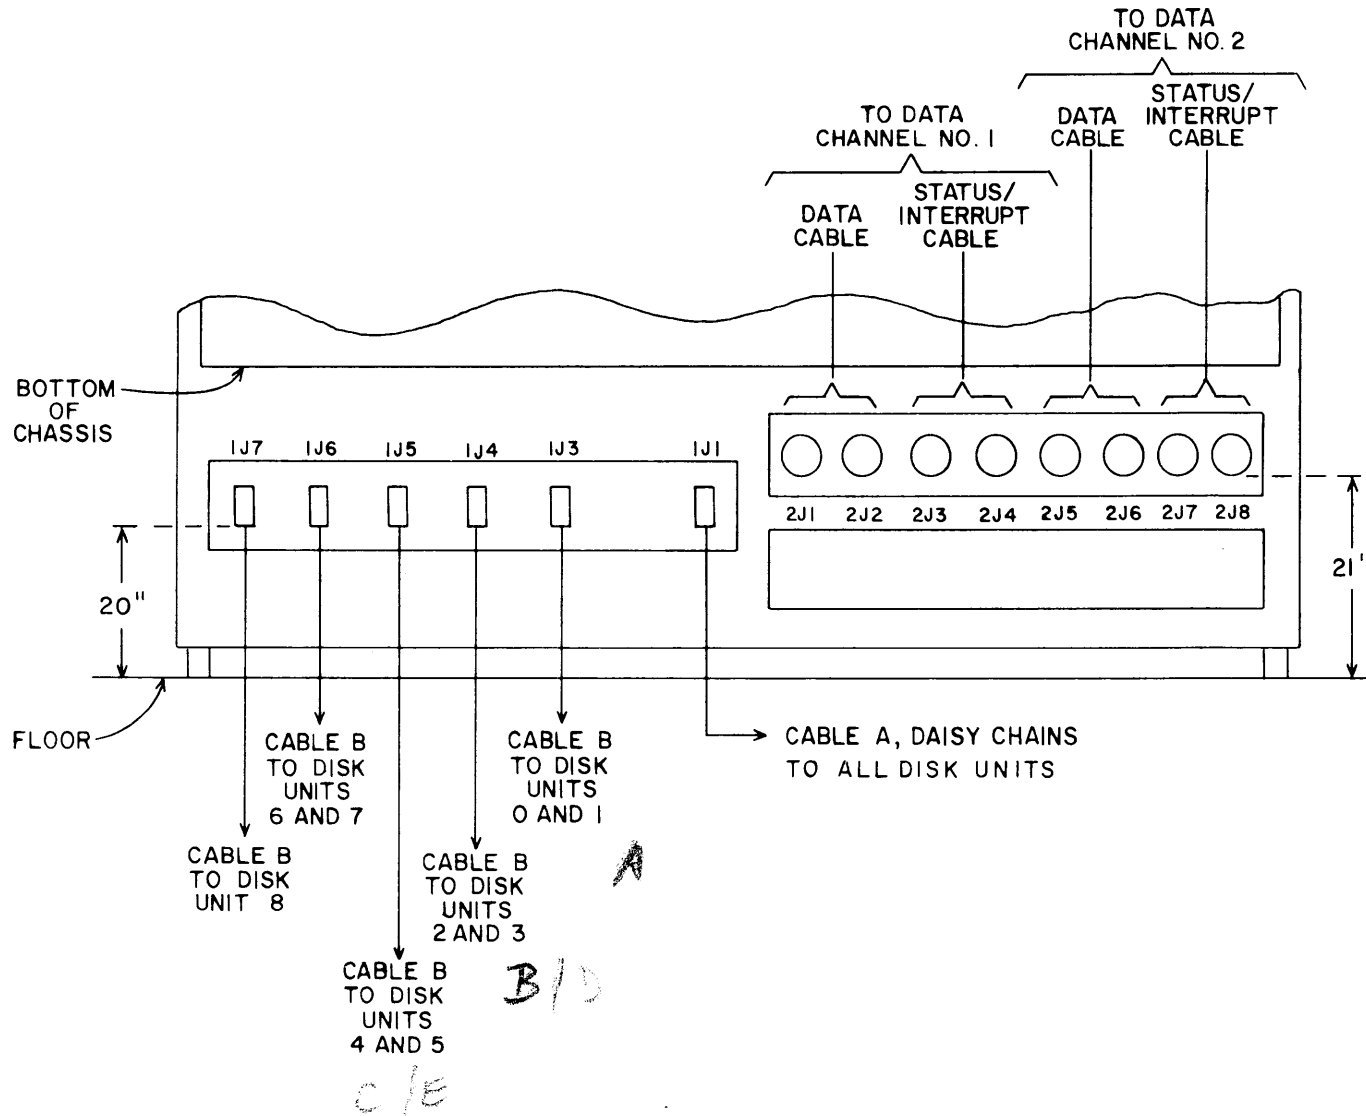 TO DATA
CHANNEL NO. 2
DATA
CABLE
STATUS/
INTERRUPT
CABLE
TO DATA
CHANNEL NO. 1
DATA
CABLE
STATUS/
INTERRUPT
CABLE
BOTTOM
OF
CHASSIS
1J7
1J6
1J5
1J4
1J3
1J1
2J1
2J2
2J3
2J4
2J5
2J6
2J7
2J8
20"
21"
FLOOR
CABLE B
TO DISK
UNIT 8
CABLE B
TO DISK
UNITS
6 AND 7
CABLE B
TO DISK
UNITS
4 AND 5
C/E
CABLE B
TO DISK
UNITS
2 AND 3
B/D
CABLE B
TO DISK
UNITS
0 AND 1
A
CABLE A, DAISY CHAINS
TO ALL DISK UNITS